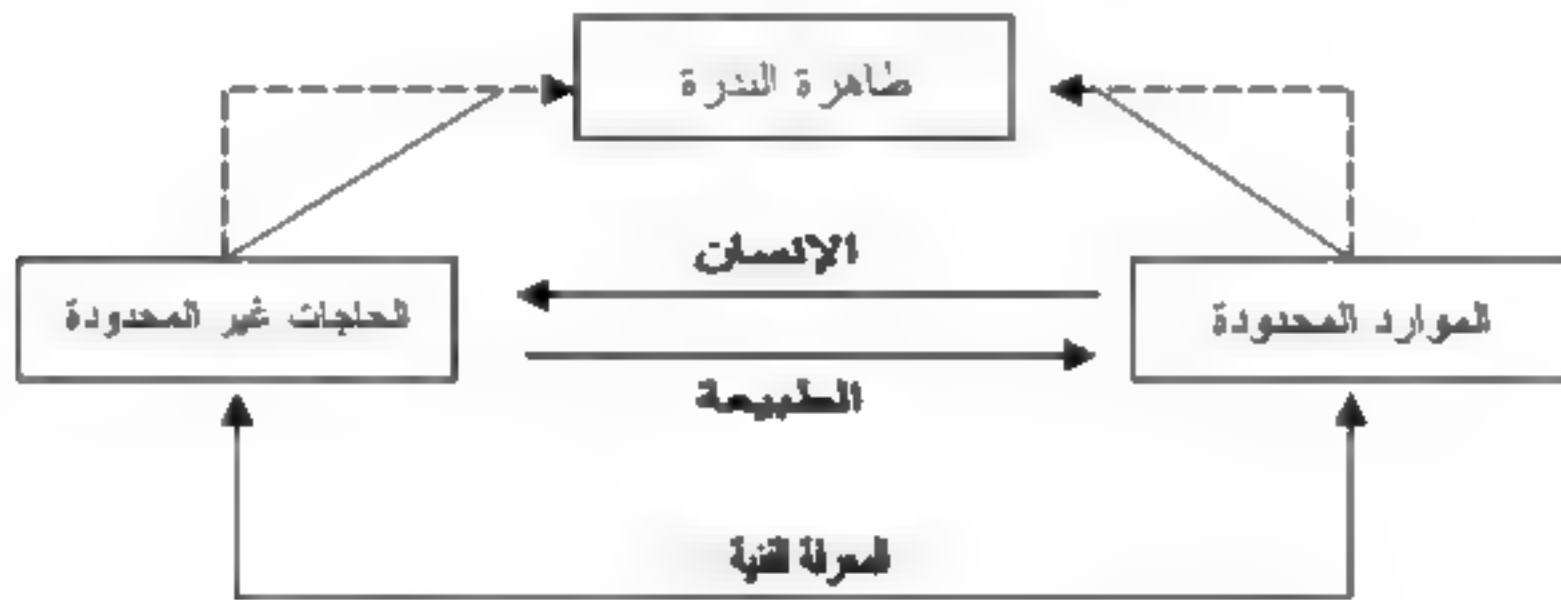 ظاهرة الندرة
الإنسان
الموارد المحدودة
الحاجات غير المحدودة
الطبيعة
المعرفة الفنية